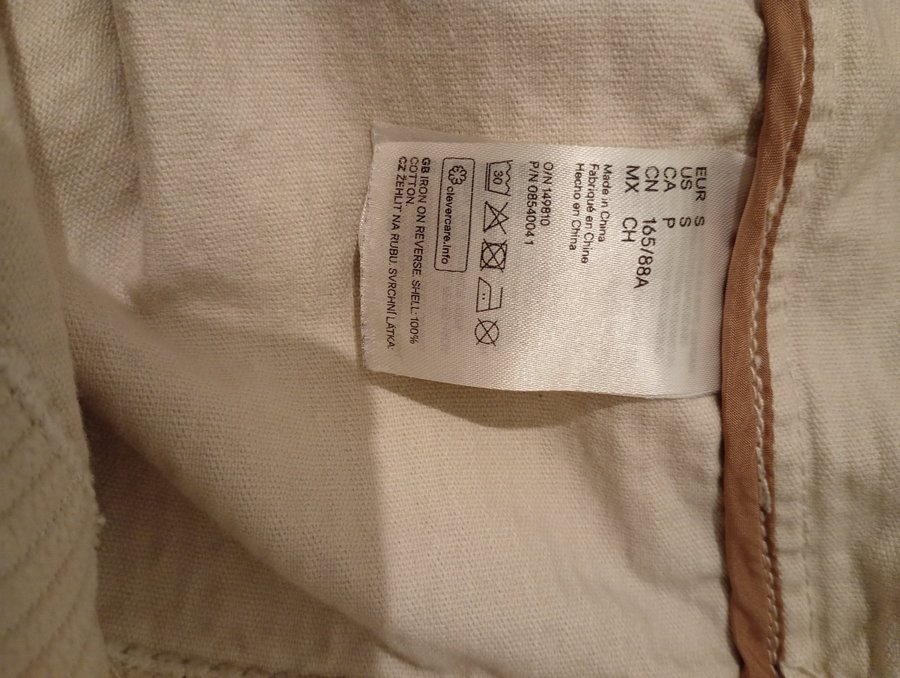 EUR S
US S
CA P
CN 165/88A
MX CH
Made in China
Fabriqué en Chine
Hecho en China
O/N 149810
P/N 08540041
30
clevercare.info
GB IRON ON REVERSE. SHELL: 100%
COTTON.
CZ ŽEHLIT NA RUBU. SVRCHNÍ LÁTKA: